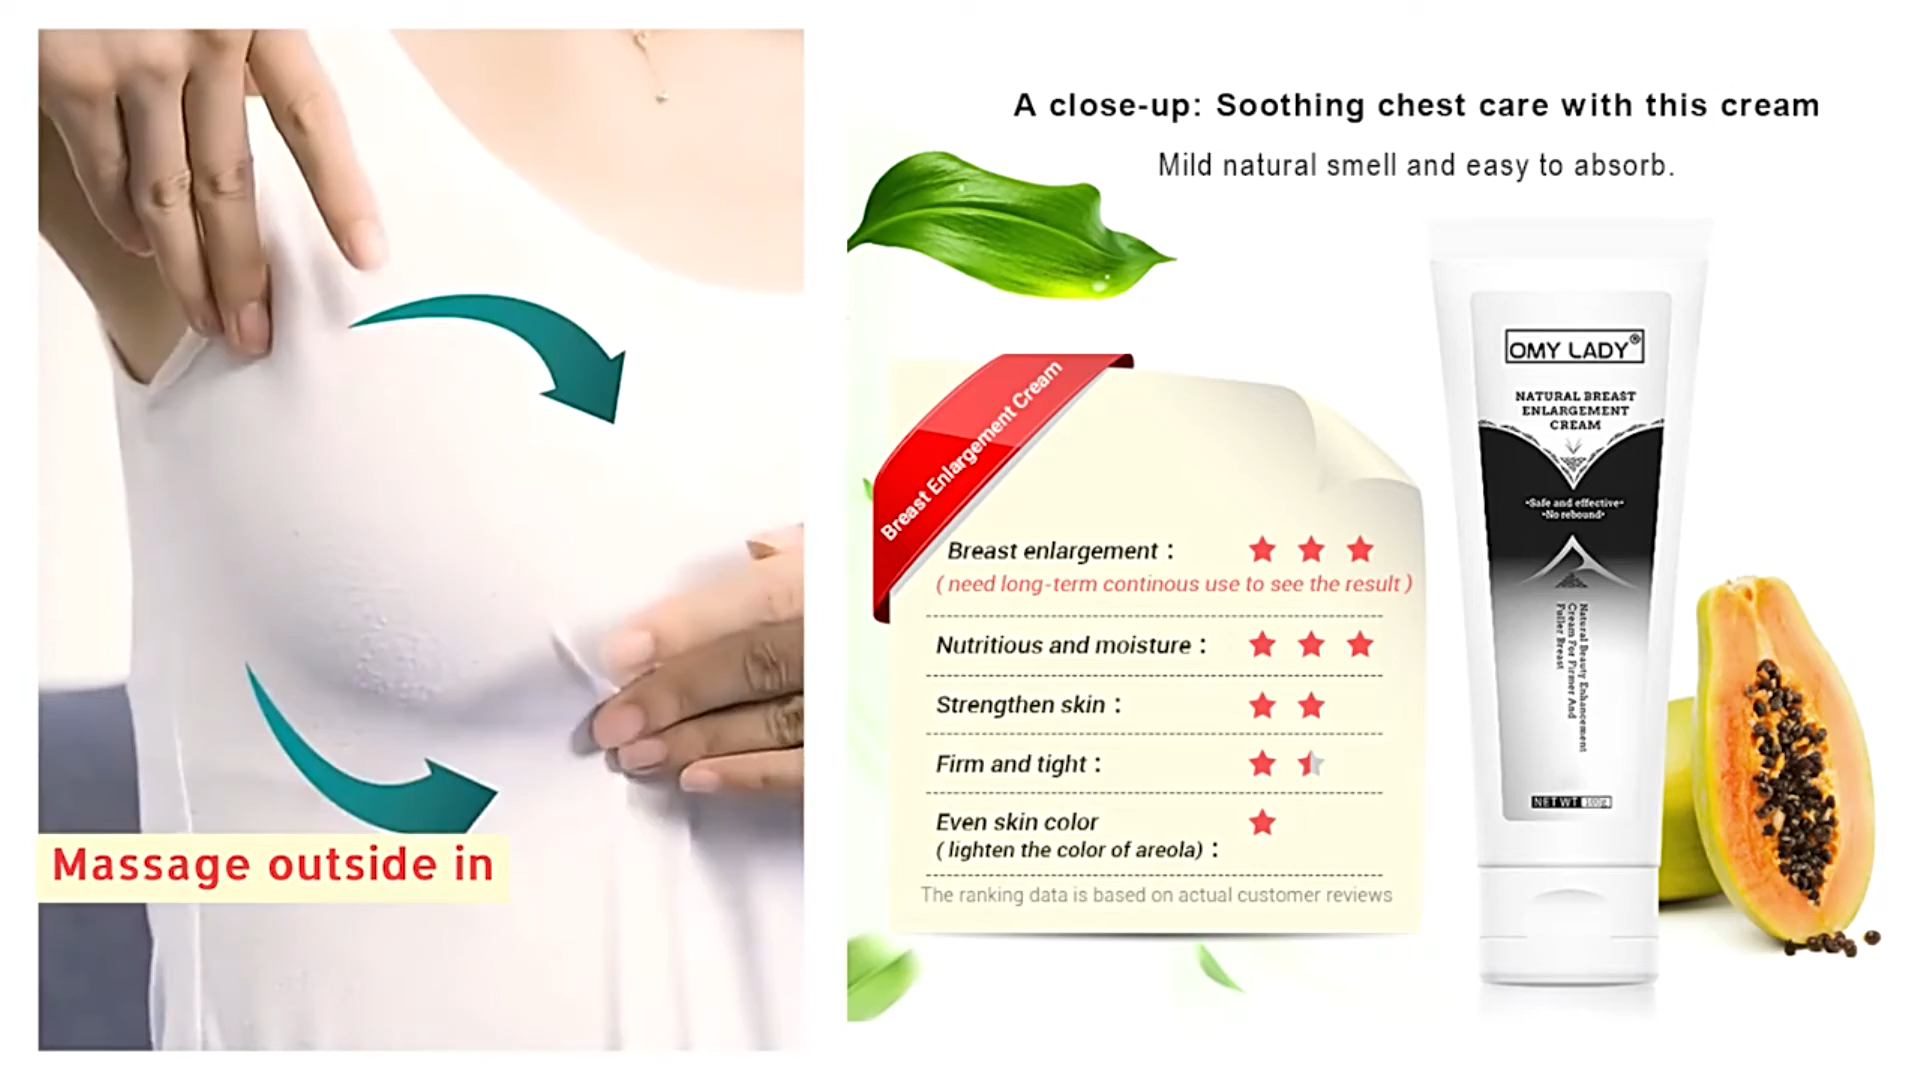 Massage outside in
A close-up: Soothing chest care with this cream
Mild natural smell and easy to absorb.
Breast Enlargement Cream
Breast enlargement :
( need long-term continous use to see the result )
Nutritious and moisture :
Strengthen skin :
Firm and tight :
Even skin color
( lighten the color of areola) :
The ranking data is based on actual customer reviews
OMY LADY®
NATURAL BREAST
ENLARGEMENT
CREAM
•Safe and effective•
•No rebound•
Natural Beauty Enhancement
Cream For Firmer And
Fuller Breast
NET WT 100g